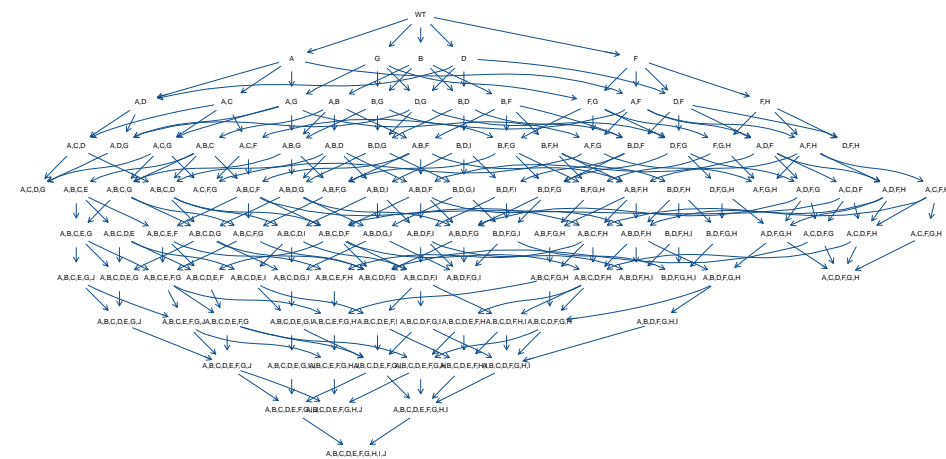 WT
A G B D F
A,D A,C A,G A,B B,G D,G B,D B,F F,G A,F D,F F,H
A,C,D A,D,G A,C,G A,B,C A,C,F A,B,G A,B,D B,D,G A,B,F B,D,I B,F,G B,F,H A,F,G B,D,F D,F,G F,G,H A,D,F A,F,H D,F,H
A,C,D,G A,B,C,E A,B,C,G A,B,C,D A,C,F,G A,B,C,F A,B,D,G A,B,F,G A,B,D,I A,B,D,F B,D,G,I B,D,F,I B,D,F,G B,F,G,H A,B,F,H B,D,F,H D,F,G,H A,F,G,H A,D,F,G A,C,D,F A,D,F,H A,C,F,H
A,B,C,E,G A,B,C,D,E A,B,C,E,F A,B,C,D,G A,B,C,F,G A,B,C,D,I A,B,C,D,F A,B,D,G,I A,B,D,F,I A,B,D,F,G B,D,F,G,I A,B,F,G,H A,B,C,F,H A,B,D,F,H B,D,F,H,I B,D,F,G,H A,D,F,G,H A,C,D,F,G A,C,D,F,H A,C,F,G,H
A,B,C,E,G,J A,B,C,D,E,G A,B,C,E,F,G A,B,C,D,E,F A,B,C,D,E,I A,B,C,D,G,I A,B,C,E,F,H A,B,C,D,F,G A,B,C,D,F,I A,B,D,F,G,I A,B,C,F,G,H A,B,C,D,F,H A,B,D,F,H,I B,D,F,G,H,I A,B,D,F,G,H A,C,D,F,G,H
A,B,C,D,E,G,J A,B,C,E,F,G,J A,B,C,D,E,F,G A,B,C,D,E,G,I A,B,C,E,F,G,H A,B,C,D,E,F,I A,B,C,D,F,G,I A,B,C,D,E,F,H A,B,C,D,F,H,I A,B,C,D,F,G,H A,B,D,F,G,H,I
A,B,C,D,E,F,G,J A,B,C,D,F,G,H,I
A,B,C,D,E,F,G,H,I
A,B,C,D,E,F,G,H,I,J